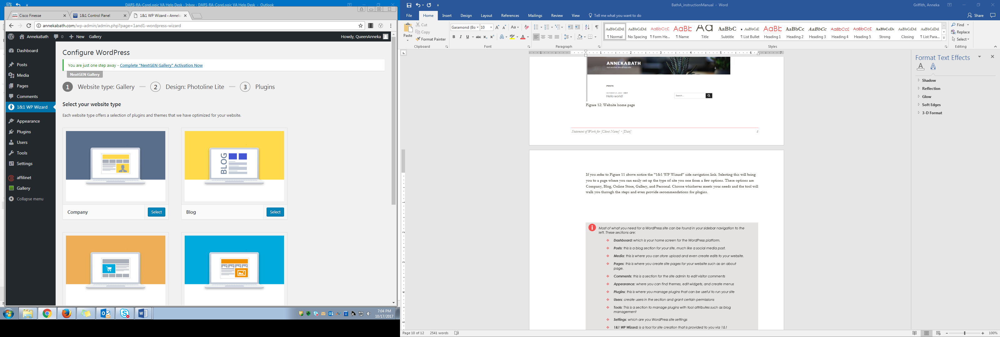 DARS-RA-CoreLogic VA Help Desk - Inbox - DARS-RA-CoreLogic VA Help Desk - Outlook
Cisco Finesse
1&1 Control Panel
1&1 WP Wizard ‹ Anneka
annekabath.com/wp-admin/admin.php?page=1and1-wordpress-wizard
AnnekaBath 0 New Gallery Howdy, QueenAnneka
Dashboard
Posts
Media
Pages
Comments
1&1 WP Wizard
Appearance
Plugins
Users
Tools
Settings
affilinet
Gallery
Collapse menu
Configure WordPress
You are just one step away - Complete "NextGEN Gallery" Activation Now
NextGEN Gallery
1 Website type: Gallery — 2 Design: Photoline Lite — 3 Plugins
Select your website type
Each website type offers a selection of plugins and themes that we have optimized for your website.
BLOG
Company Select
Blog Select
7:04 PM
10/17/2017
BathA_instructionManual - Word
Griffith, Anneka
File Home Insert Design Layout References Mailings Review View Tell me what you want to do Share
Paste
Cut
Copy
Format Painter
Clipboard
Garamond (Bo 10
Font
Paragraph
AaBbCcDd AaBbCcDd AaBbCcD AaBb Aa AaBbC AaBbCcD AaBb AaBbCc AaBbCc AaBbCcD AaBbCcD AaBbCcD AaBbCcDd AaBbCcDd
¶ Normal No Spacing ¶ Form He... ¶ Name Title Subtitle ¶ List Bullet Heading 1 Heading 2 Heading 3 Heading 4 Heading 5 Strong Closing ¶ List Para...
Styles
Find
Replace
Select
Editing
ANNEKABATH
Just another WordPress site
POSTS
OCTOBER 17, 2017 EDIT
Hello world!
Search ...
Figure 12: Website home page
Statement of Work for [Client Name] • [Date] 8
If you refer to Figure 11 above notice the “1&1 WP Wizard” side navigation link. Selecting this will bring
you to a page where you can easily set up the type of site you one from a few options. These options are
Company, Blog, Online Store, Gallery, and Personal. Choose whichever meets your needs and the tool will
walk you through the steps and even provide recommendations for plugins.
Most of what you need for a WordPress site can be found in your sidebar navigation to the
left. These sections are:
Dashboard: which is your home screen for the WordPress platform.
Posts: this is a blog section for your site, much like a social media post.
Media: this is where you can store upload and even create edits to your website.
Pages: this is where you create site pages for your website such as an about
page.
Comments: this is a section for the site admin to edit visitor comments
Appearance: where you can find themes, edit widgets, and create menus
Plugins: this is where you manage plugins that can be useful to run your site
Users: create users in the section and grant certain permissions
Tools: This is a section to manage plugins with tool attributes such as blog
management
Settings: which are you WordPress site settings
1&1 WP Wizard: is a tool for site creation that is provided to you via 1&1
Format Text Effects
Shadow
Reflection
Glow
Soft Edges
3-D Format
Page 10 of 12 2541 words
100%